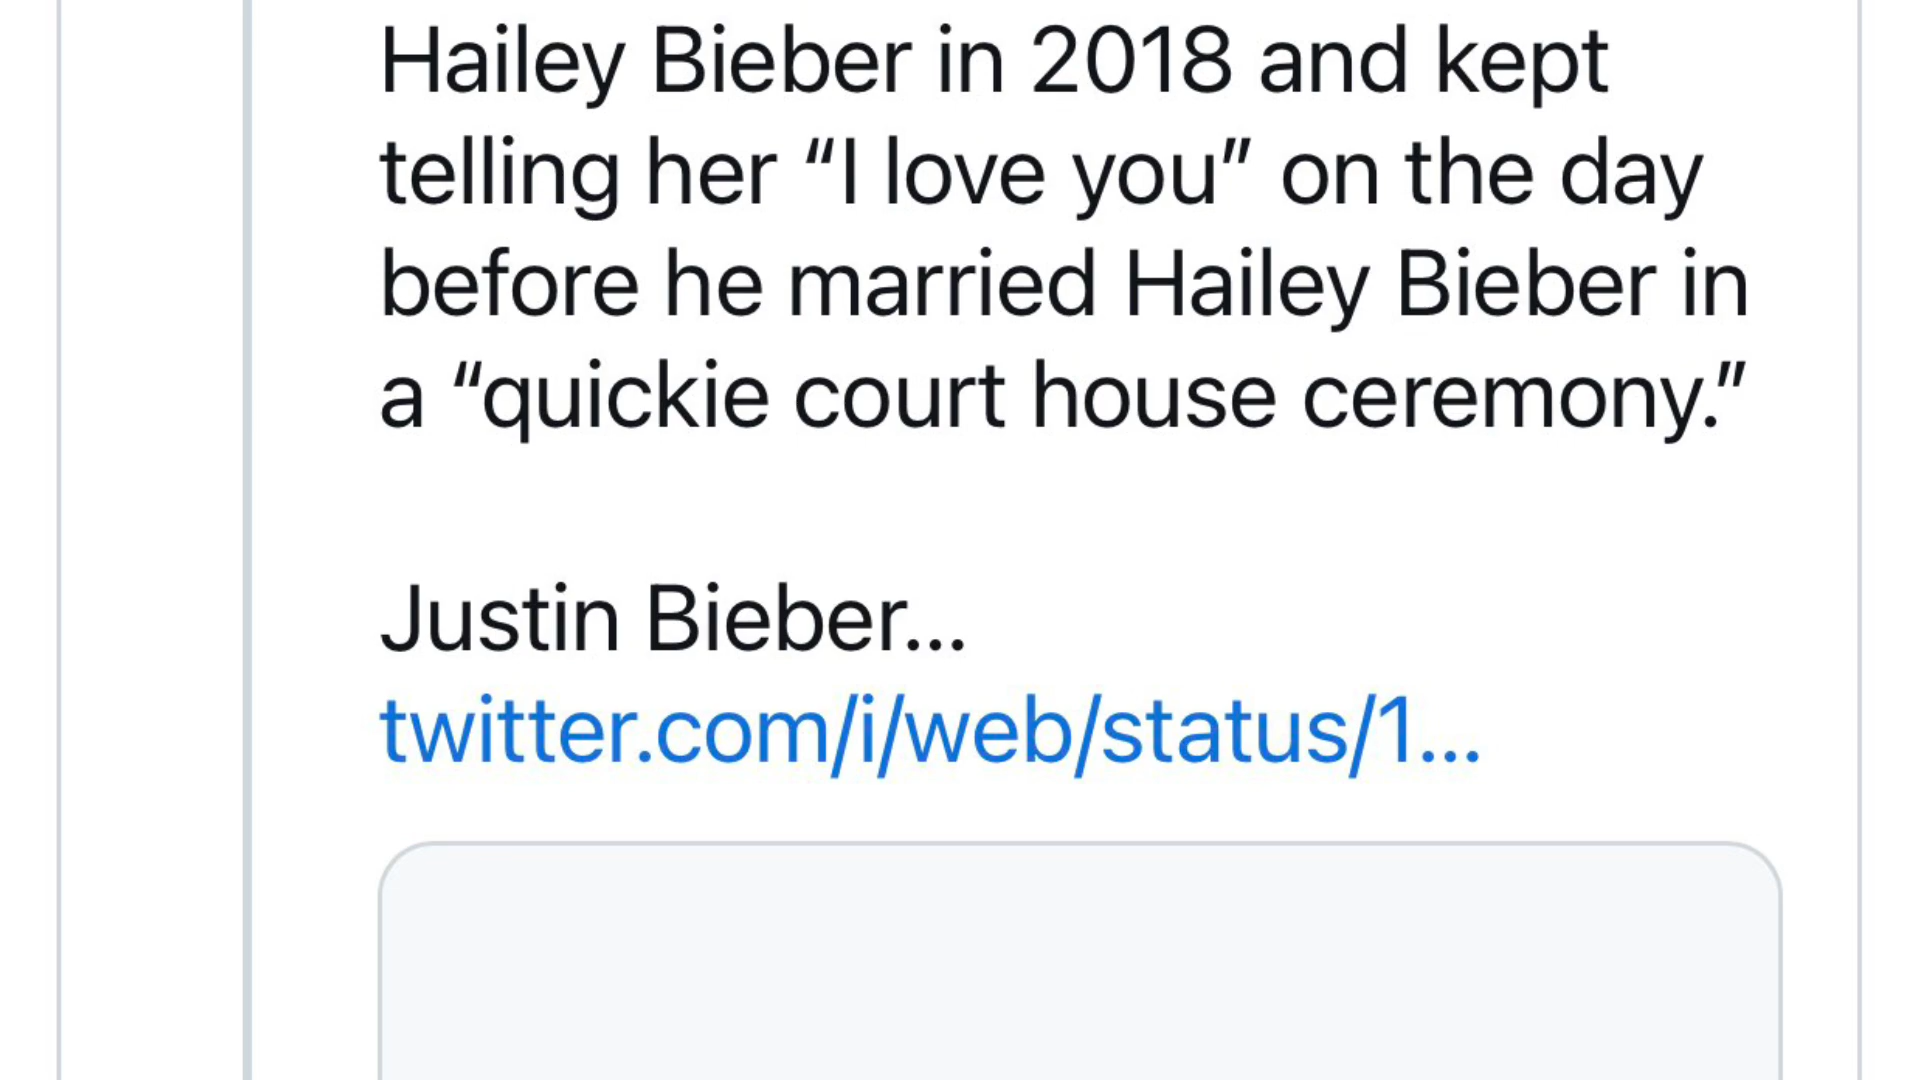 Hailey Bieber in 2018 and kept
telling her “I love you” on the day
before he married Hailey Bieber in
a “quickie court house ceremony.”
Justin Bieber...
twitter.com/i/web/status/1...